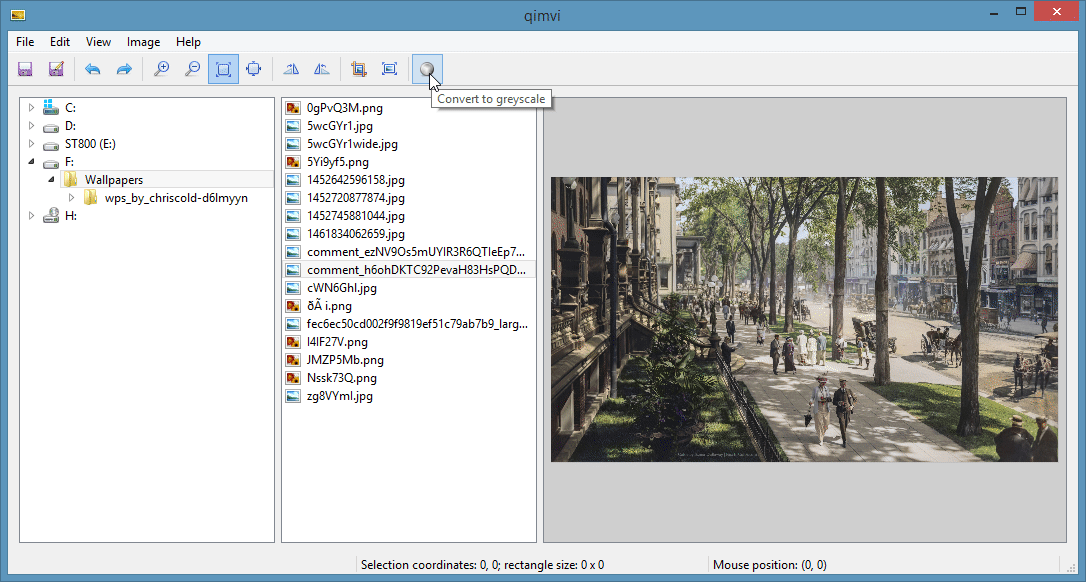 qimvi
File Edit View Image Help
Convert to greyscale
C:
D:
ST800 (E:)
F:
Wallpapers
wps_by_chriscold-d6lmyyn
H:
0gPvQ3M.png
5wcGYr1.jpg
5wcGYr1wide.jpg
5Yi9yf5.png
1452642596158.jpg
1452720877874.jpg
1452745881044.jpg
1461834062659.jpg
comment_ezNV9Os5mUYlR3R6QTIeEp7...
comment_h6ohDKTC92PevaH83HsPQD...
cWN6Ghl.jpg
ðÃ i.png
fec6ec50cd002f9f9819ef51c79ab7b9_larg...
I4lF27V.png
JMZP5Mb.png
Nssk73Q.png
zg8VYml.jpg
Selection coordinates: 0, 0; rectangle size: 0 x 0
Mouse position: (0, 0)